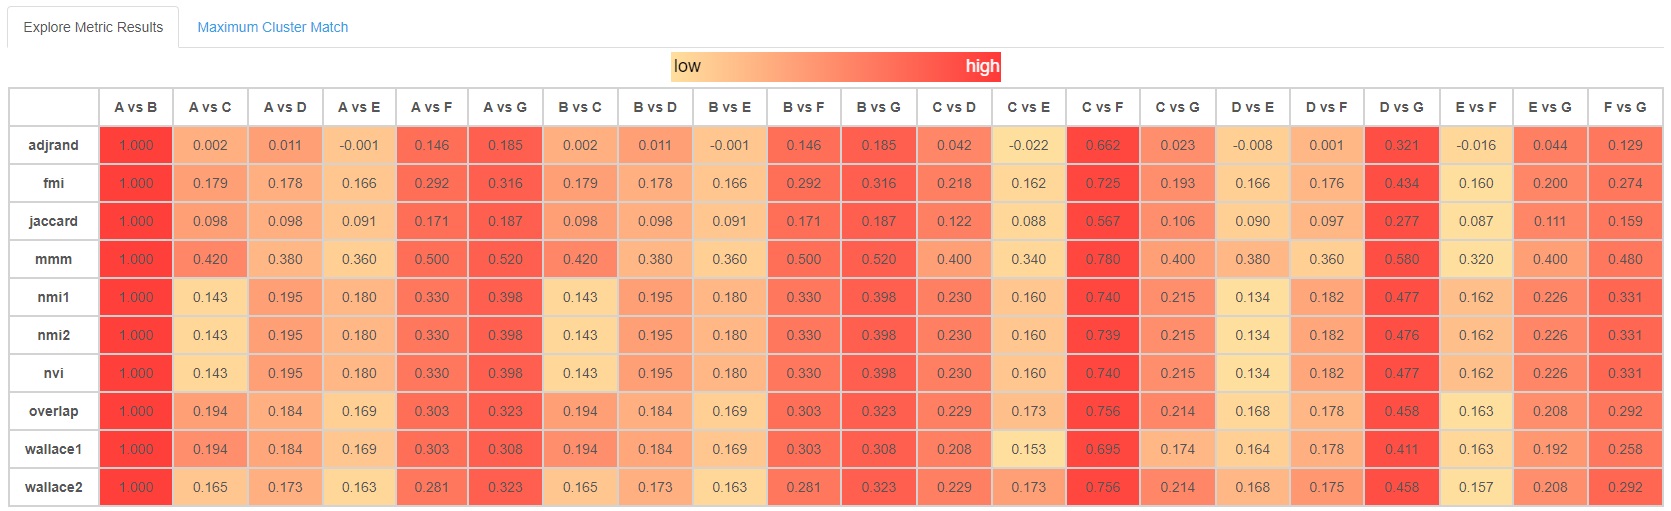 Explore Metric Results Maximum Cluster Match
low high
A vs B A vs C A vs D A vs E A vs F A vs G B vs C B vs D B vs E B vs F B vs G C vs D C vs E C vs F C vs G D vs E D vs F D vs G E vs F E vs G F vs G
adjrand 1.000 0.002 0.011 -0.001 0.146 0.185 0.002 0.011 -0.001 0.146 0.185 0.042 -0.022 0.662 0.023 -0.008 0.001 0.321 -0.016 0.044 0.129
fmi 1.000 0.179 0.178 0.166 0.292 0.316 0.179 0.178 0.166 0.292 0.316 0.218 0.162 0.725 0.193 0.166 0.176 0.434 0.160 0.200 0.274
jaccard 1.000 0.098 0.098 0.091 0.171 0.187 0.098 0.098 0.091 0.171 0.187 0.122 0.088 0.567 0.106 0.090 0.097 0.277 0.087 0.111 0.159
mmm 1.000 0.420 0.380 0.360 0.500 0.520 0.420 0.380 0.360 0.500 0.520 0.400 0.340 0.780 0.400 0.380 0.360 0.580 0.320 0.400 0.480
nmi1 1.000 0.143 0.195 0.180 0.330 0.398 0.143 0.195 0.180 0.330 0.398 0.230 0.160 0.740 0.215 0.134 0.182 0.477 0.162 0.226 0.331
nmi2 1.000 0.143 0.195 0.180 0.330 0.398 0.143 0.195 0.180 0.330 0.398 0.230 0.160 0.739 0.215 0.134 0.182 0.476 0.162 0.226 0.331
nvi 1.000 0.143 0.195 0.180 0.330 0.398 0.143 0.195 0.180 0.330 0.398 0.230 0.160 0.740 0.215 0.134 0.182 0.477 0.162 0.226 0.331
overlap 1.000 0.194 0.184 0.169 0.303 0.323 0.194 0.184 0.169 0.303 0.323 0.229 0.173 0.756 0.214 0.168 0.178 0.458 0.163 0.208 0.292
wallace1 1.000 0.194 0.184 0.169 0.303 0.308 0.194 0.184 0.169 0.303 0.308 0.208 0.153 0.695 0.174 0.164 0.178 0.411 0.163 0.192 0.258
wallace2 1.000 0.165 0.173 0.163 0.281 0.323 0.165 0.173 0.163 0.281 0.323 0.229 0.173 0.756 0.214 0.168 0.175 0.458 0.157 0.208 0.292